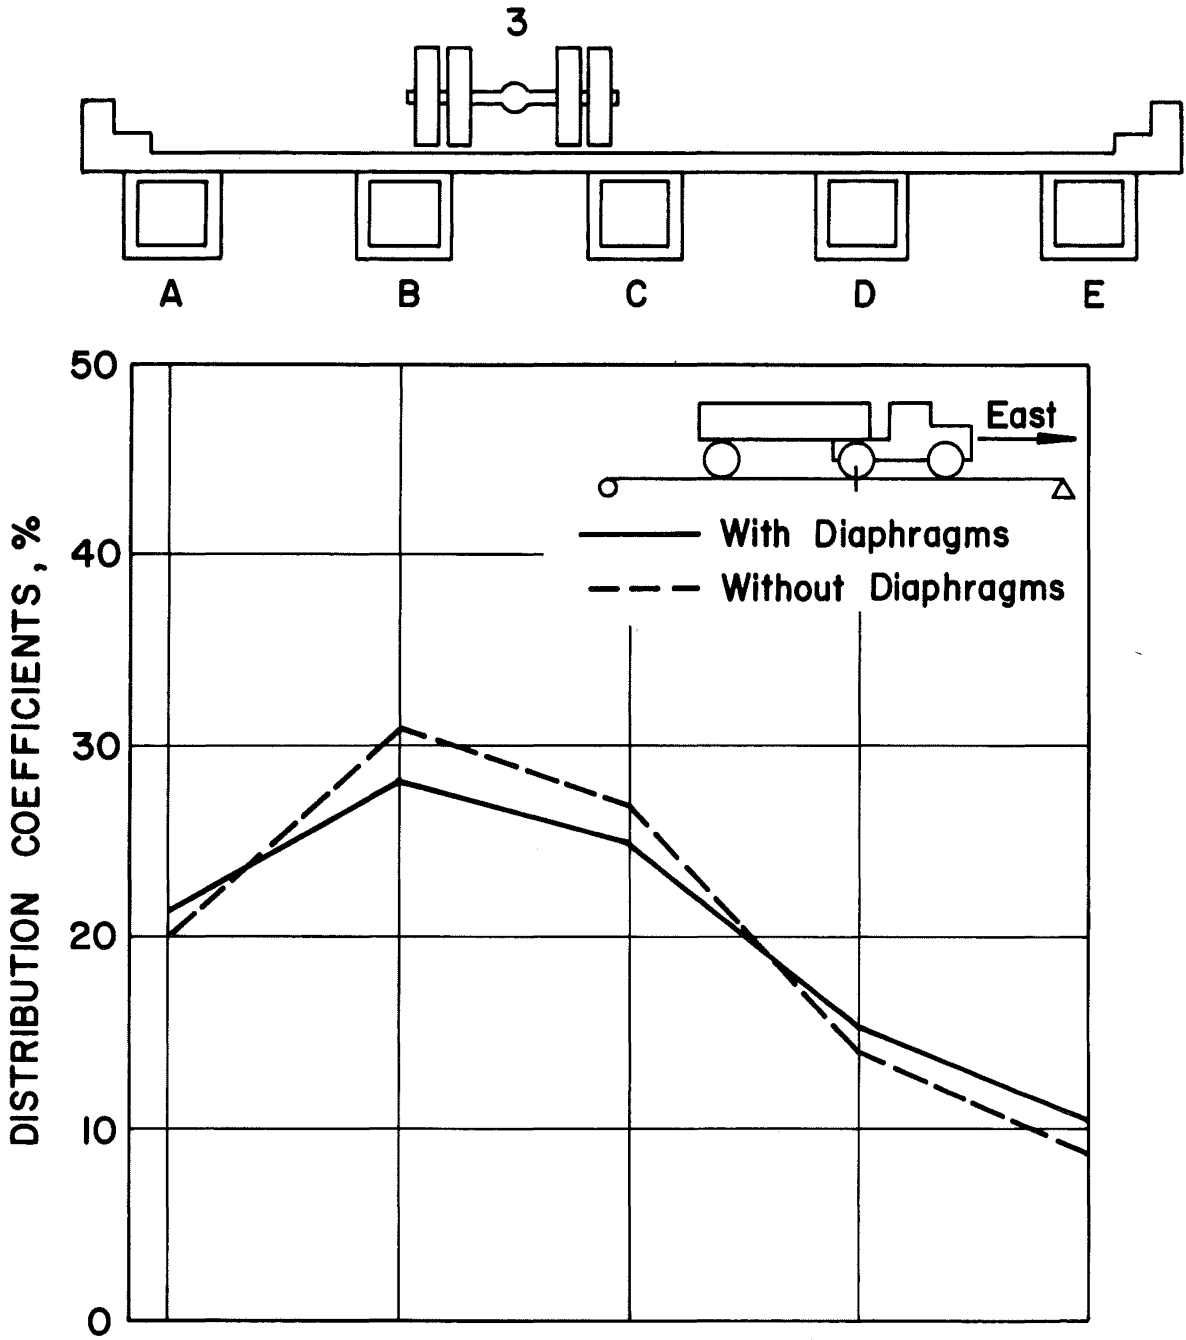 3
A B C D E
50
East
With Diaphragms
40
Without Diaphragms
30
20
10
0
DISTRIBUTION COEFFICIENTS, %